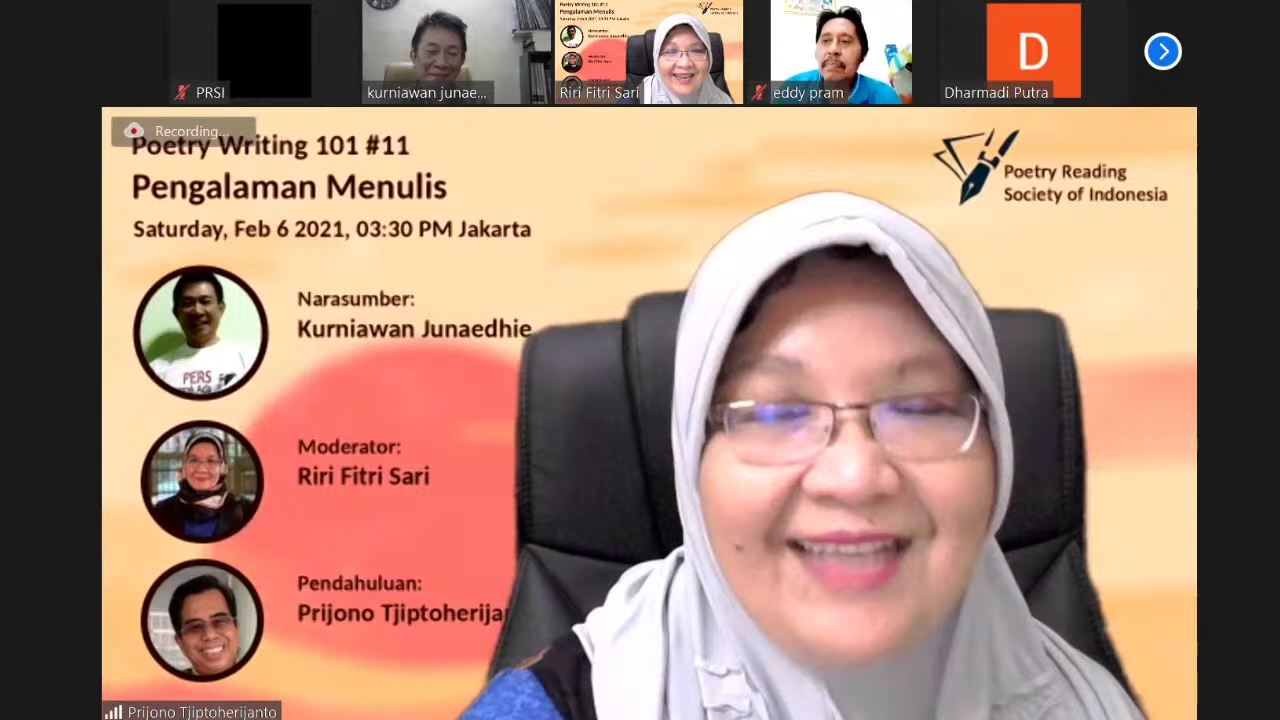 PRSI
kurniawan junae...
Riri Fitri Sari
eddy pram
D
Dharmadi Putra
Recording...
Poetry Writing 101 #11
Pengalaman Menulis
Saturday, Feb 6 2021, 03:30 PM Jakarta
Poetry Reading
Society of Indonesia
Narasumber:
Kurniawan Junaedhie
PERS
Moderator:
Riri Fitri Sari
Pendahuluan:
Prijono Tjiptoherija
Prijono Tjiptoherijanto